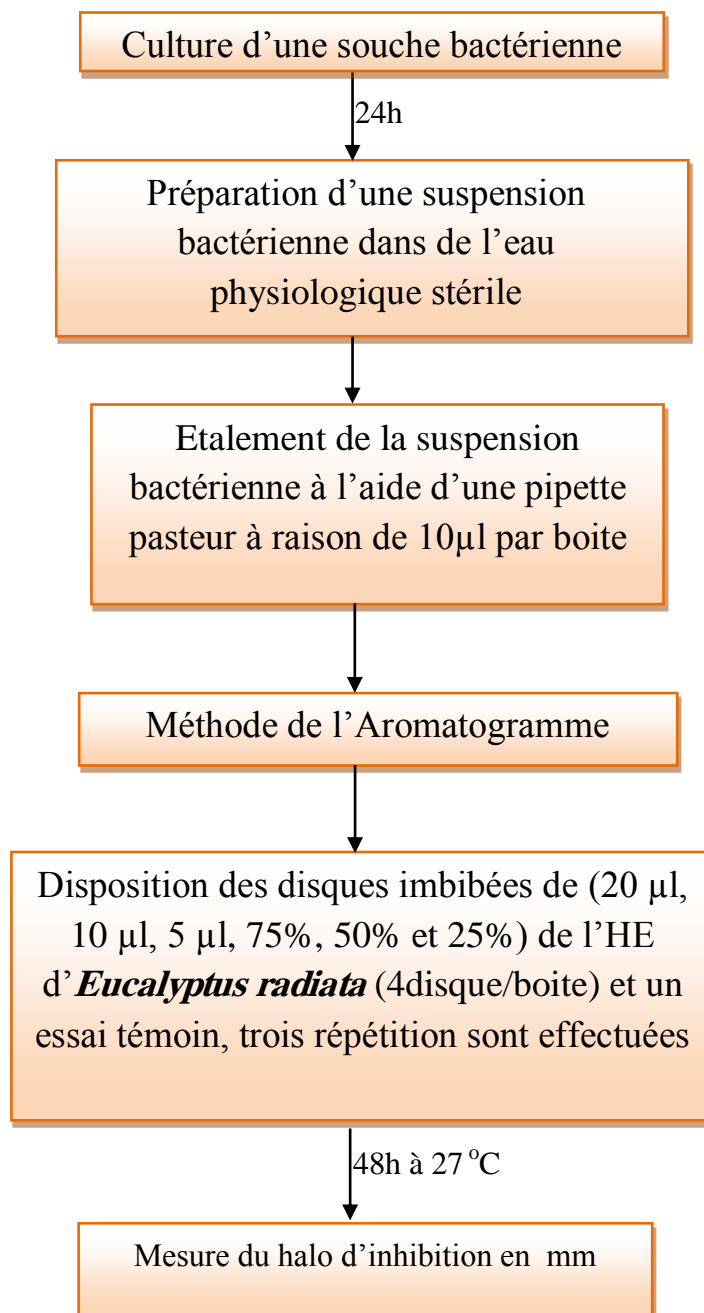 Culture d’une souche bactérienne
24h
Préparation d’une suspension
bactérienne dans de l’eau
physiologique stérile
Etalement de la suspension
bactérienne à l’aide d’une pipette
pasteur à raison de 10µl par boite
Méthode de l’Aromatogramme
Disposition des disques imbibées de (20 µl,
10 µl, 5 µl, 75%, 50% et 25%) de l’HE
d’Eucalyptus radiata (4disque/boite) et un
essai témoin, trois répétition sont effectuées
48h à 27 °C
Mesure du halo d’inhibition en mm